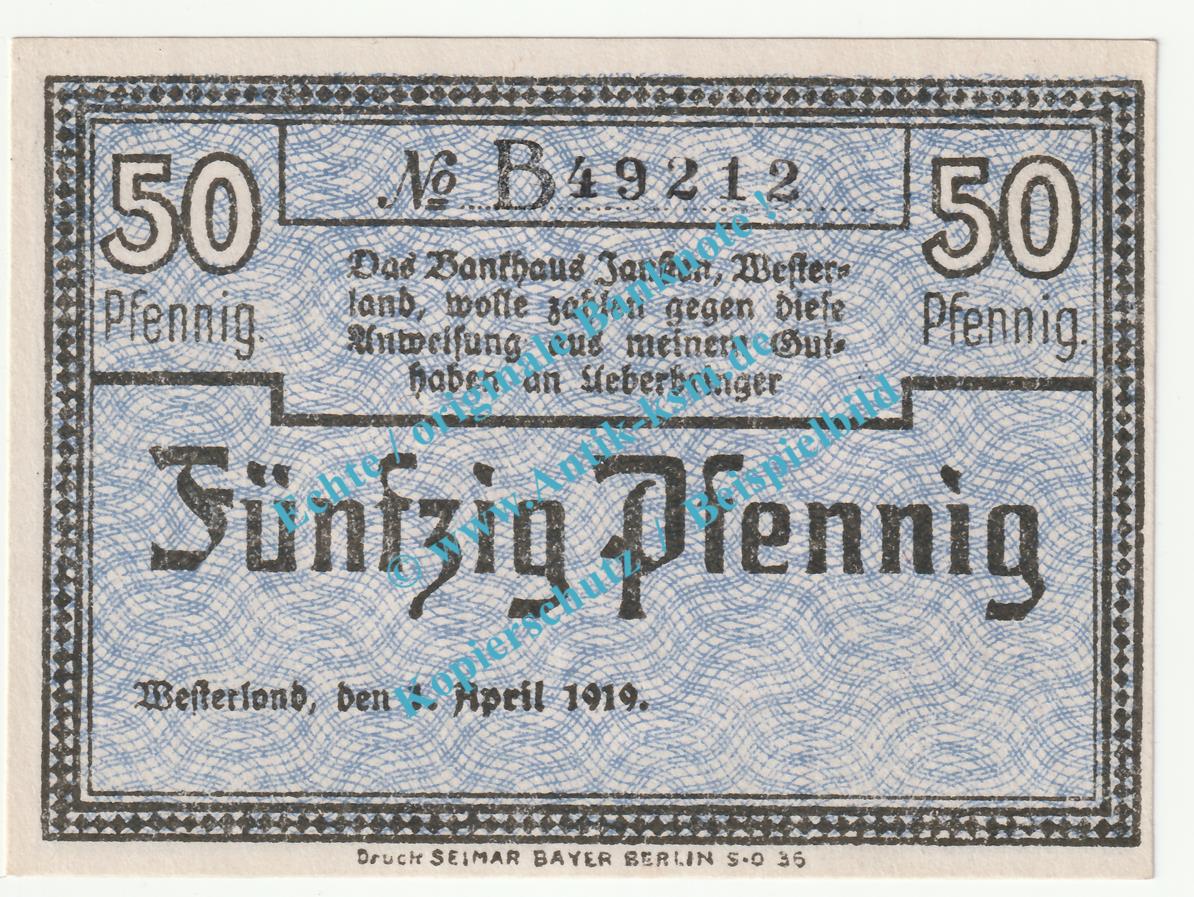 № B 49212
50
50
Pfennig.
Pfennig.
Das Bankhaus Janssen, Wester-
land, wolle zahlen gegen diese
Anweisung aus meinem Gut-
haben an Ueberbringer
Fünfzig Pfennig
Westerland, den 1. April 1919.
Druck SELMAR BAYER BERLIN S·O 36
Echte / originale Banknote !
© www.Antik-ksm.de
Kopierschutz / Beispielbild